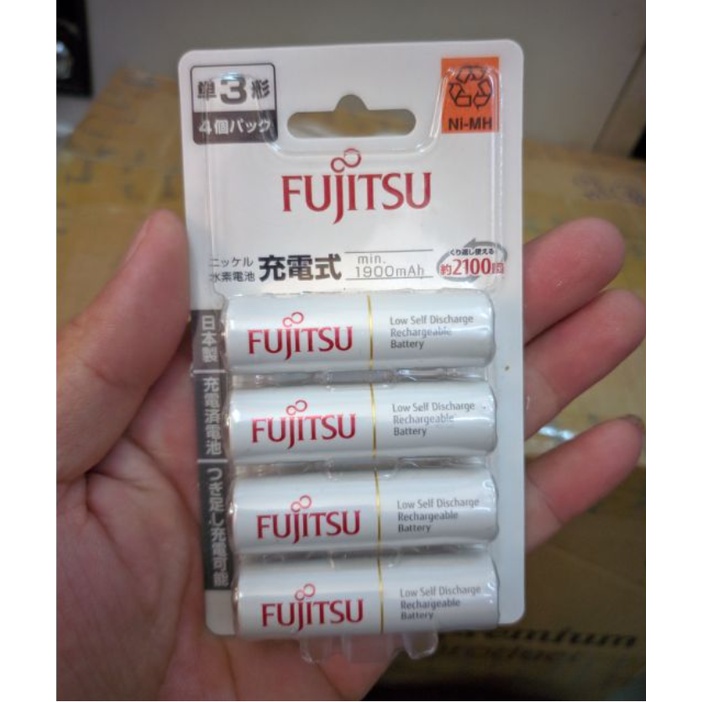 単3形
4個パック
Ni-MH
FUJITSU
ニッケル
水素電池
充電式
min.
1900mAh
くり返し使える
約2100回
日本製
充電済電池
つぎ足し充電可能
FUJITSU
Low Self Discharge
Rechargeable
Battery
FUJITSU
Low Self Discharge
Rechargeable
Battery
FUJITSU
Low Self Discharge
Rechargeable
Battery
FUJITSU
Low Self Discharge
Rechargeable
Battery